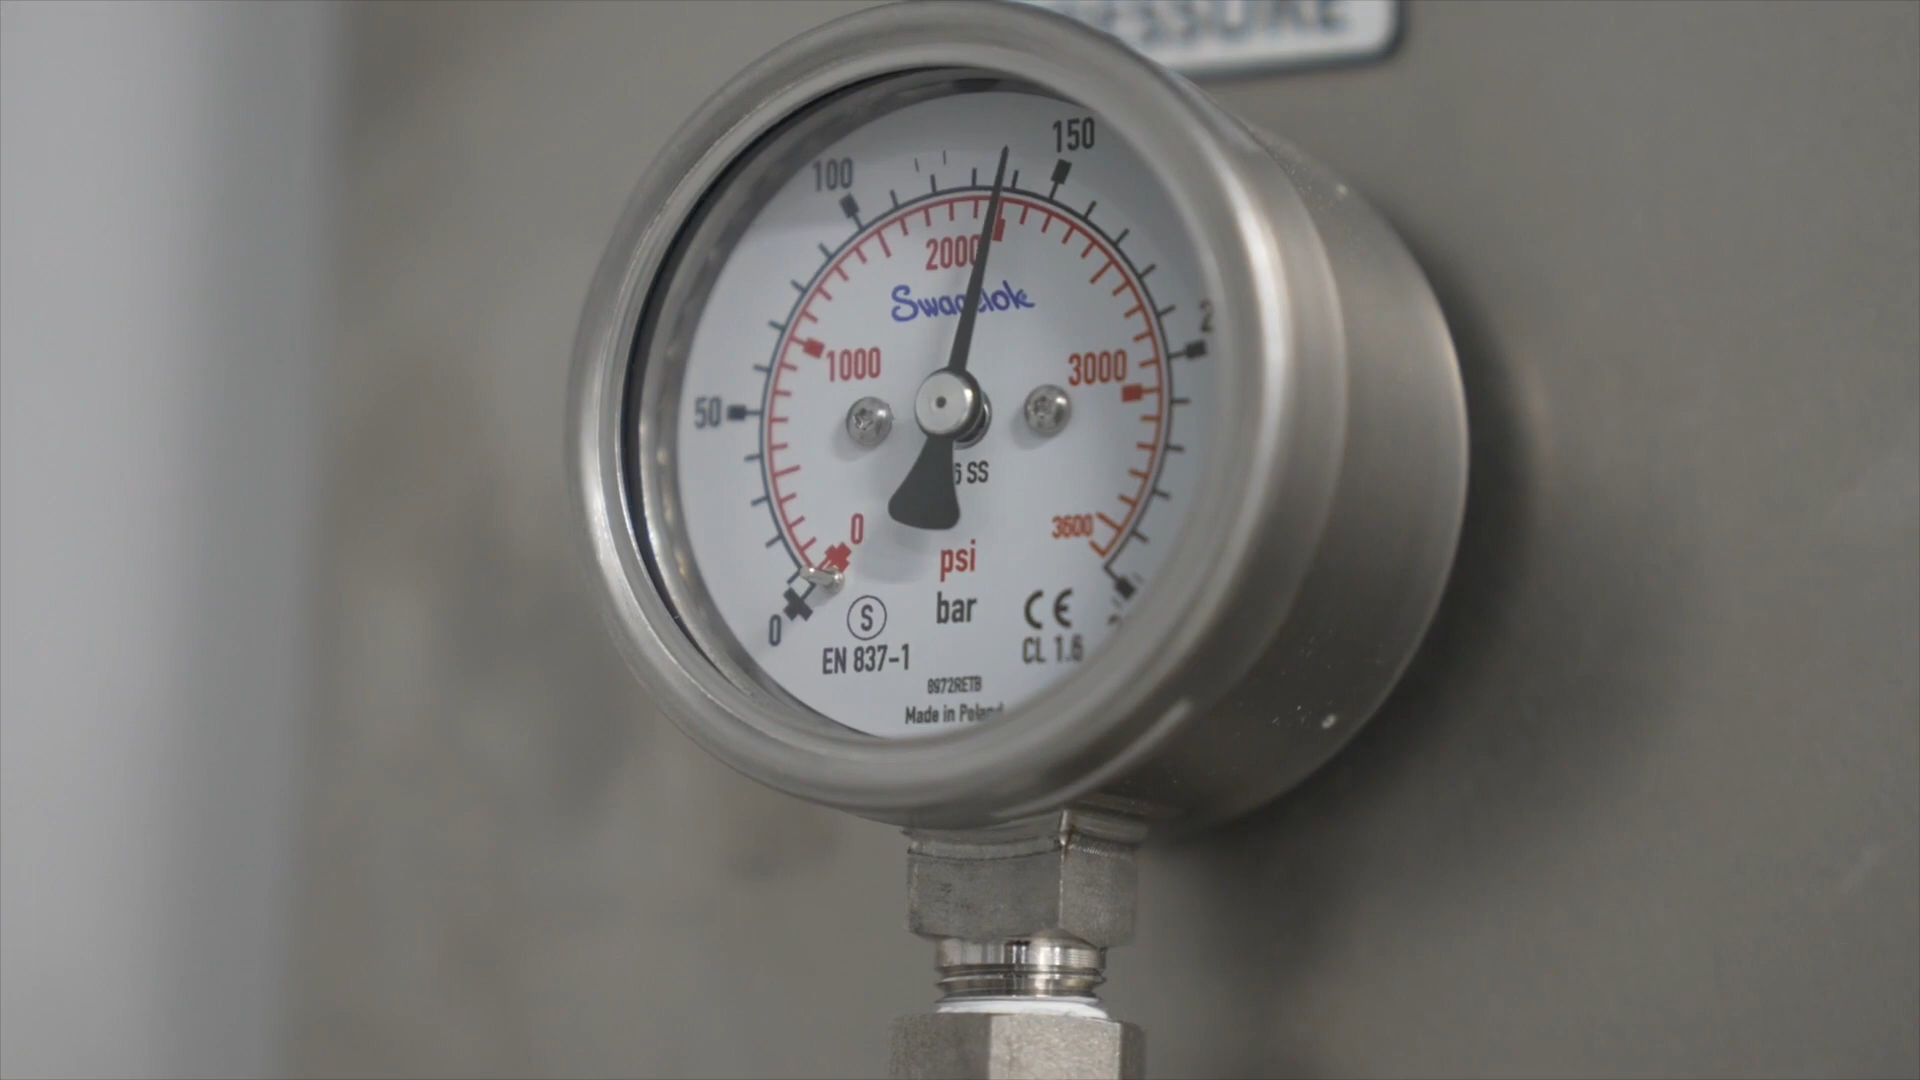 150
100
2000
Swagelok
1000
3000
50
SS
0
3600
psi
0
S
bar
CE
EN 837-1
CL 1.6
8972RETB
Made in Poland